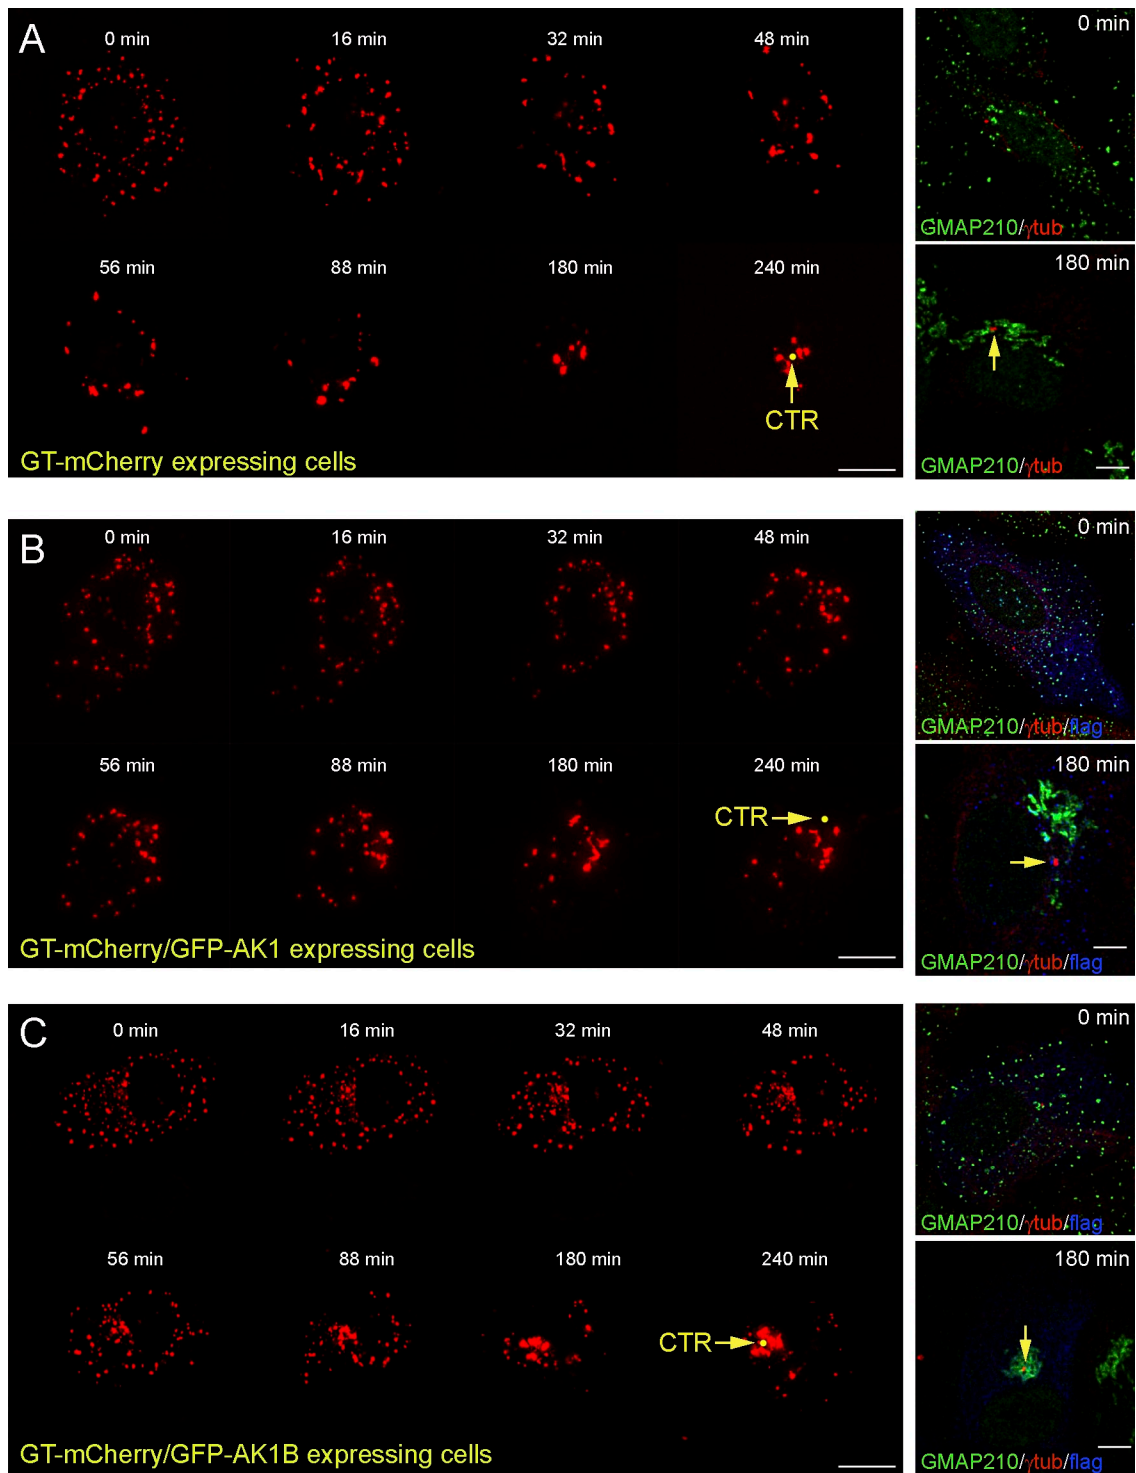 A
0 min
16 min
32 min
48 min
56 min
88 min
180 min
240 min
CTR
GT-mCherry expressing cells
0 min
GMAP210/γtub
180 min
GMAP210/γtub
B
0 min
16 min
32 min
48 min
56 min
88 min
180 min
240 min
CTR
GT-mCherry/GFP-AK1 expressing cells
0 min
GMAP210/γtub/flag
180 min
GMAP210/γtub/flag
C
0 min
16 min
32 min
48 min
56 min
88 min
180 min
240 min
CTR
GT-mCherry/GFP-AK1B expressing cells
0 min
GMAP210/γtub/flag
180 min
GMAP210/γtub/flag